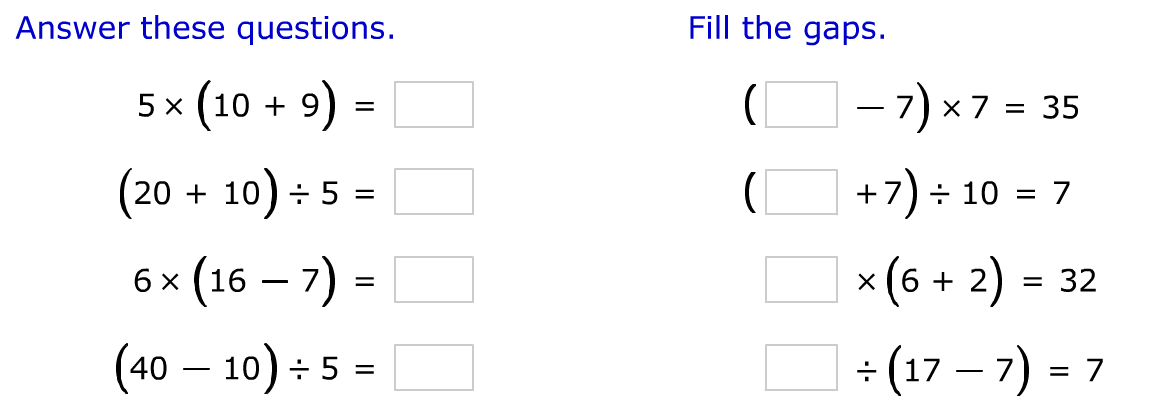 Answer these questions.
5 × (10 + 9) =
(20 + 10) ÷ 5 =
6 × (16 − 7) =
(40 − 10) ÷ 5 =
Fill the gaps.
( − 7) × 7 = 35
( + 7) ÷ 10 = 7
× (6 + 2) = 32
÷ (17 − 7) = 7